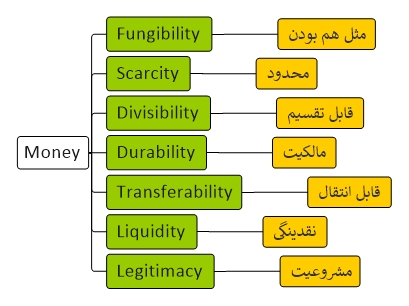 Money
Fungibility
مثل هم بودن
Scarcity
محدود
Divisibility
قابل تقسیم
Durability
مالکیت
Transferability
قابل انتقال
Liquidity
نقدینگی
Legitimacy
مشروعیت